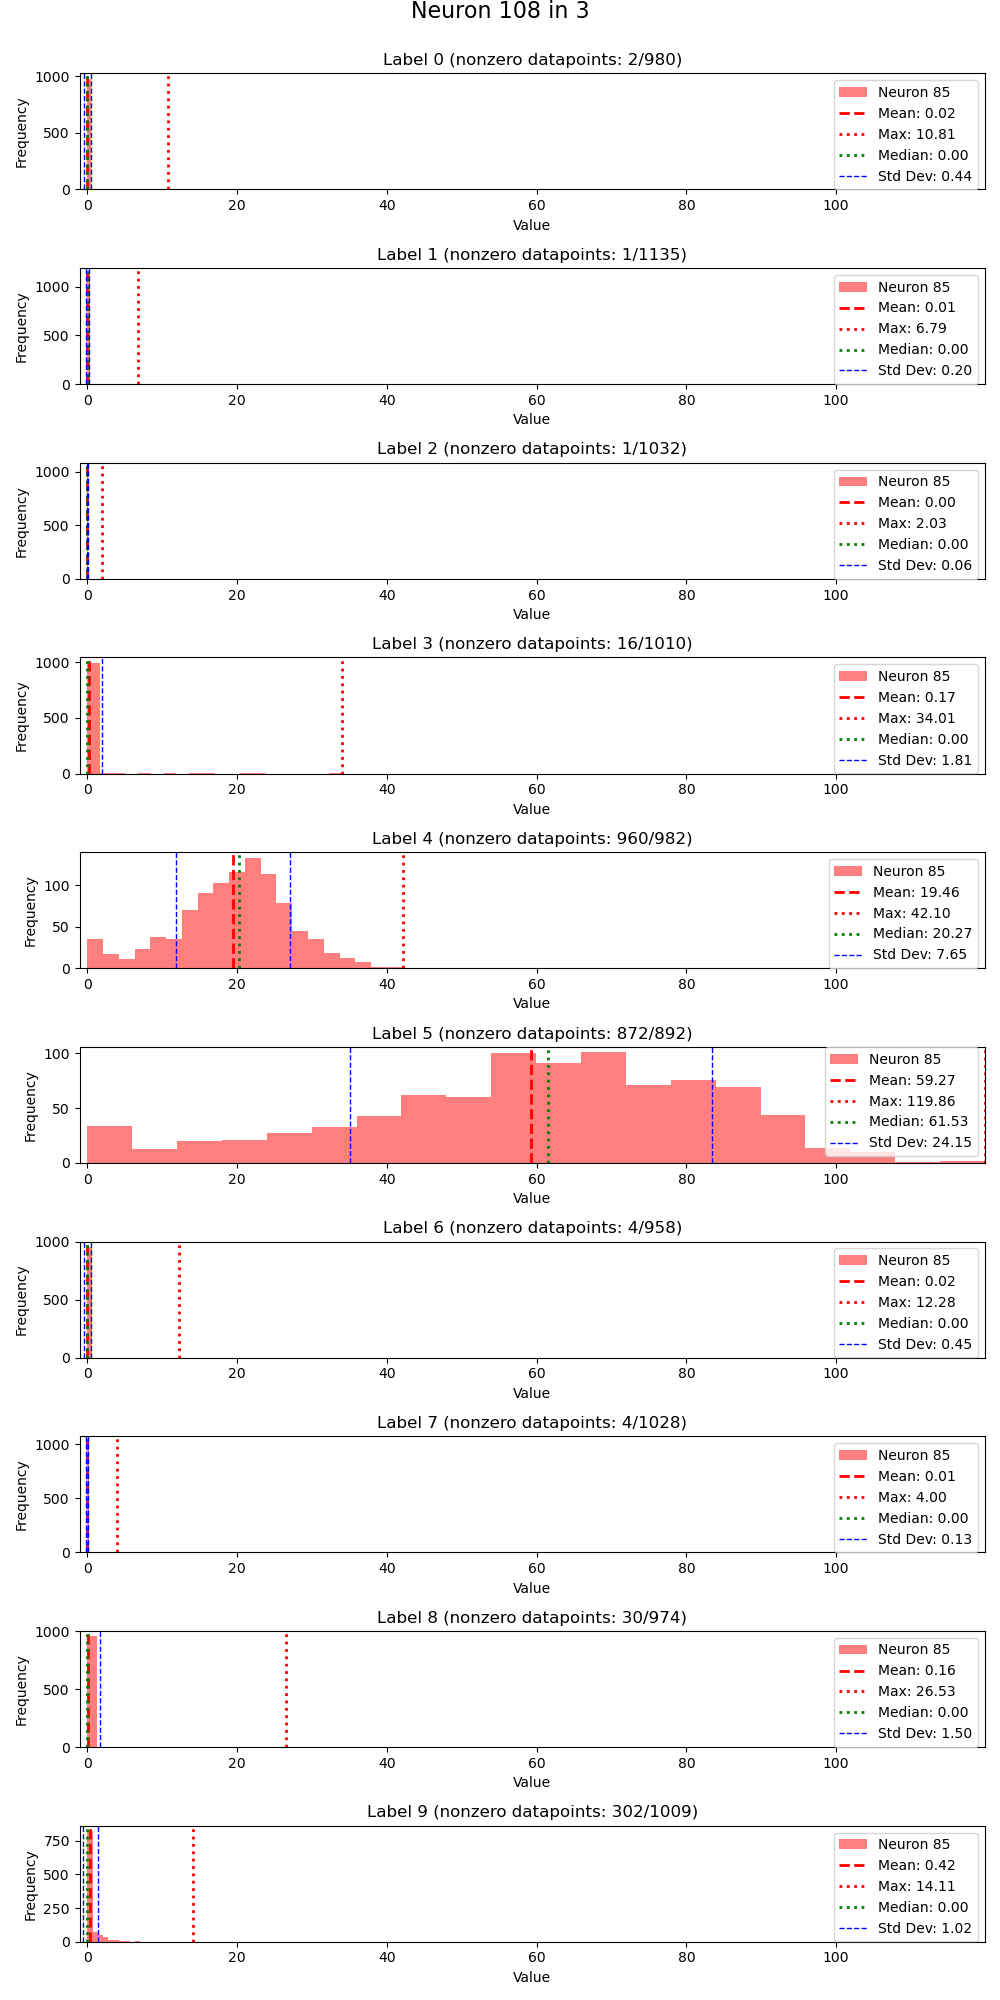 Neuron 108 in 3
Label 0 (nonzero datapoints: 2/980)
Frequency
1000
500
0
Neuron 85
Mean: 0.02
Max: 10.81
Median: 0.00
Std Dev: 0.44
0 20 40 60 80 100
Value
Label 1 (nonzero datapoints: 1/1135)
Frequency
1000
500
0
Neuron 85
Mean: 0.01
Max: 6.79
Median: 0.00
Std Dev: 0.20
0 20 40 60 80 100
Value
Label 2 (nonzero datapoints: 1/1032)
Frequency
1000
500
0
Neuron 85
Mean: 0.00
Max: 2.03
Median: 0.00
Std Dev: 0.06
0 20 40 60 80 100
Value
Label 3 (nonzero datapoints: 16/1010)
Frequency
1000
500
0
Neuron 85
Mean: 0.17
Max: 34.01
Median: 0.00
Std Dev: 1.81
0 20 40 60 80 100
Value
Label 4 (nonzero datapoints: 960/982)
Frequency
100
50
0
Neuron 85
Mean: 19.46
Max: 42.10
Median: 20.27
Std Dev: 7.65
0 20 40 60 80 100
Value
Label 5 (nonzero datapoints: 872/892)
Frequency
100
50
0
Neuron 85
Mean: 59.27
Max: 119.86
Median: 61.53
Std Dev: 24.15
0 20 40 60 80 100
Value
Label 6 (nonzero datapoints: 4/958)
Frequency
1000
500
0
Neuron 85
Mean: 0.02
Max: 12.28
Median: 0.00
Std Dev: 0.45
0 20 40 60 80 100
Value
Label 7 (nonzero datapoints: 4/1028)
Frequency
1000
500
0
Neuron 85
Mean: 0.01
Max: 4.00
Median: 0.00
Std Dev: 0.13
0 20 40 60 80 100
Value
Label 8 (nonzero datapoints: 30/974)
Frequency
1000
500
0
Neuron 85
Mean: 0.16
Max: 26.53
Median: 0.00
Std Dev: 1.50
0 20 40 60 80 100
Value
Label 9 (nonzero datapoints: 302/1009)
Frequency
750
500
250
0
Neuron 85
Mean: 0.42
Max: 14.11
Median: 0.00
Std Dev: 1.02
0 20 40 60 80 100
Value